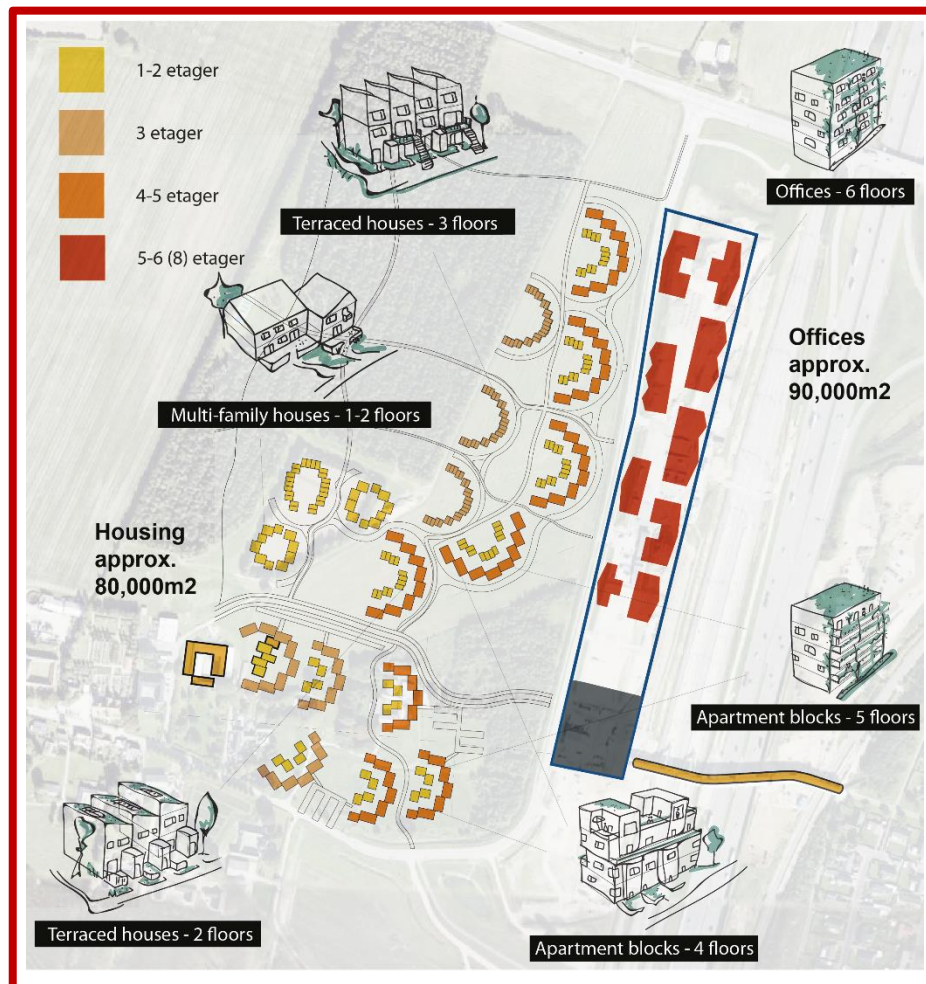 1-2 etager
3 etager
4-5 etager
5-6 (8) etager
Terraced houses - 3 floors
Offices - 6 floors
Multi-family houses - 1-2 floors
Offices
approx.
90,000m2
Housing
approx.
80,000m2
Apartment blocks - 5 floors
Terraced houses - 2 floors
Apartment blocks - 4 floors